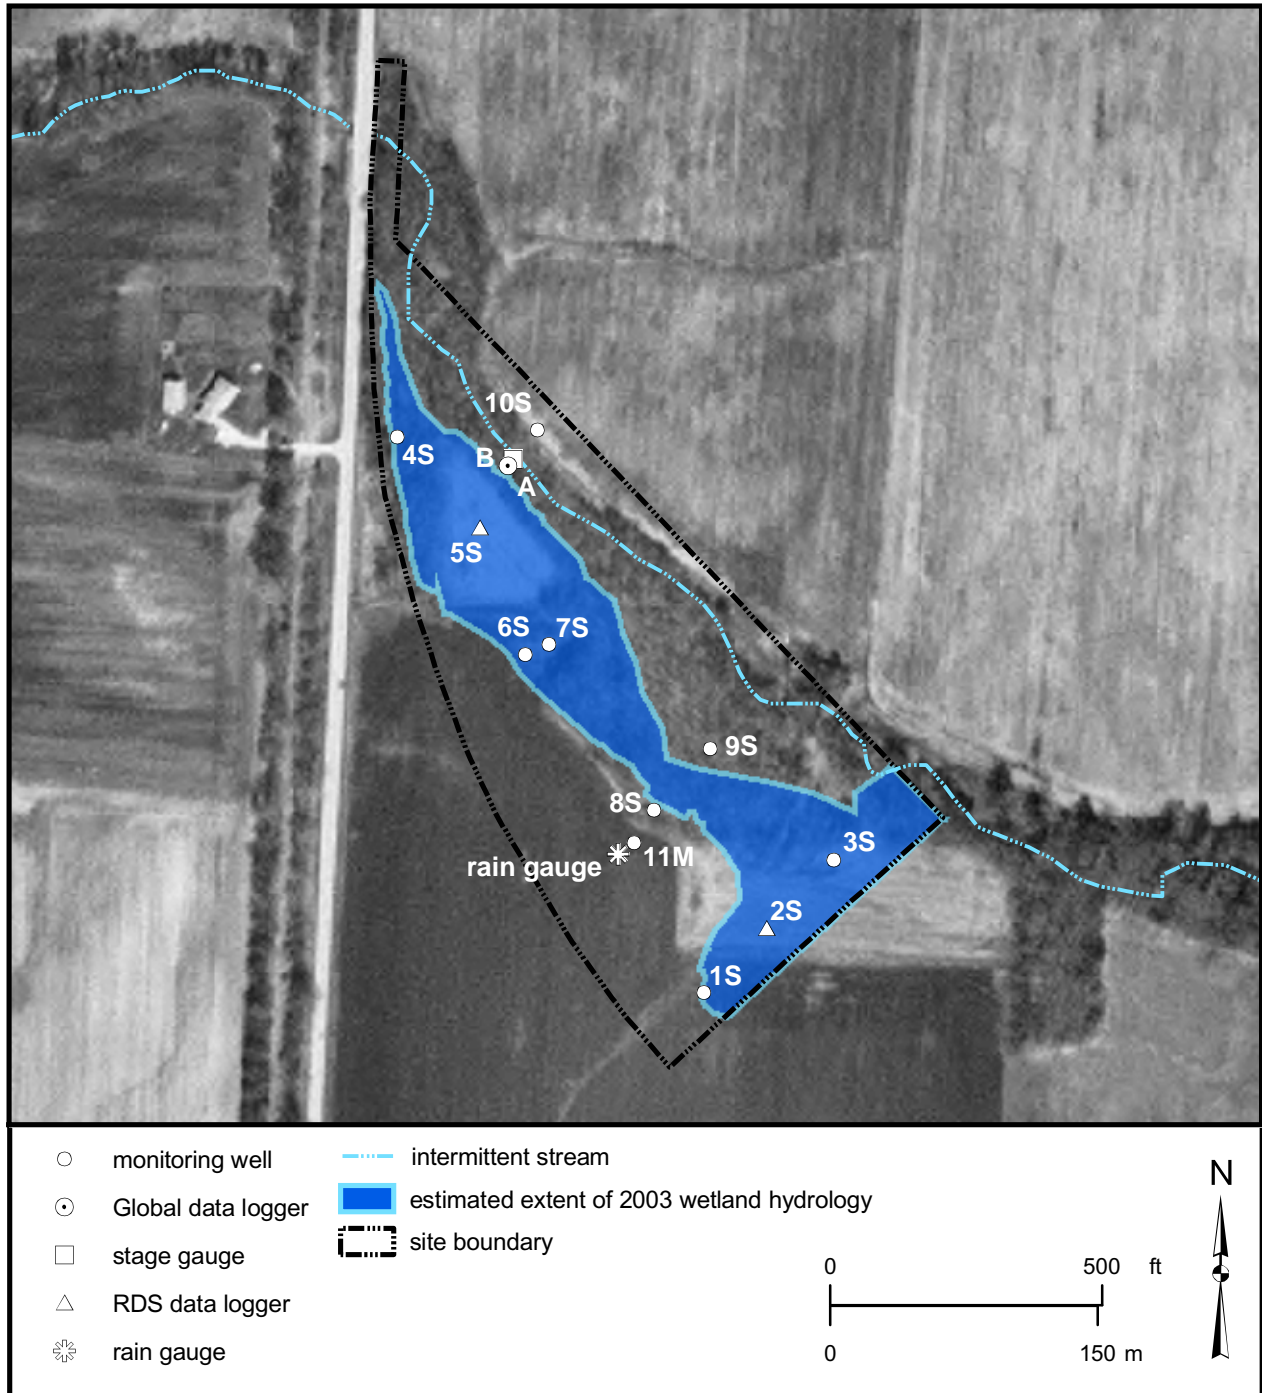 10S
4S
B
A
5S
6S 7S
9S
8S
3S
rain gauge 11M
2S
1S
monitoring well
Global data logger
stage gauge
RDS data logger
rain gauge
intermittent stream
estimated extent of 2003 wetland hydrology
site boundary
0 500 ft
0 150 m
N